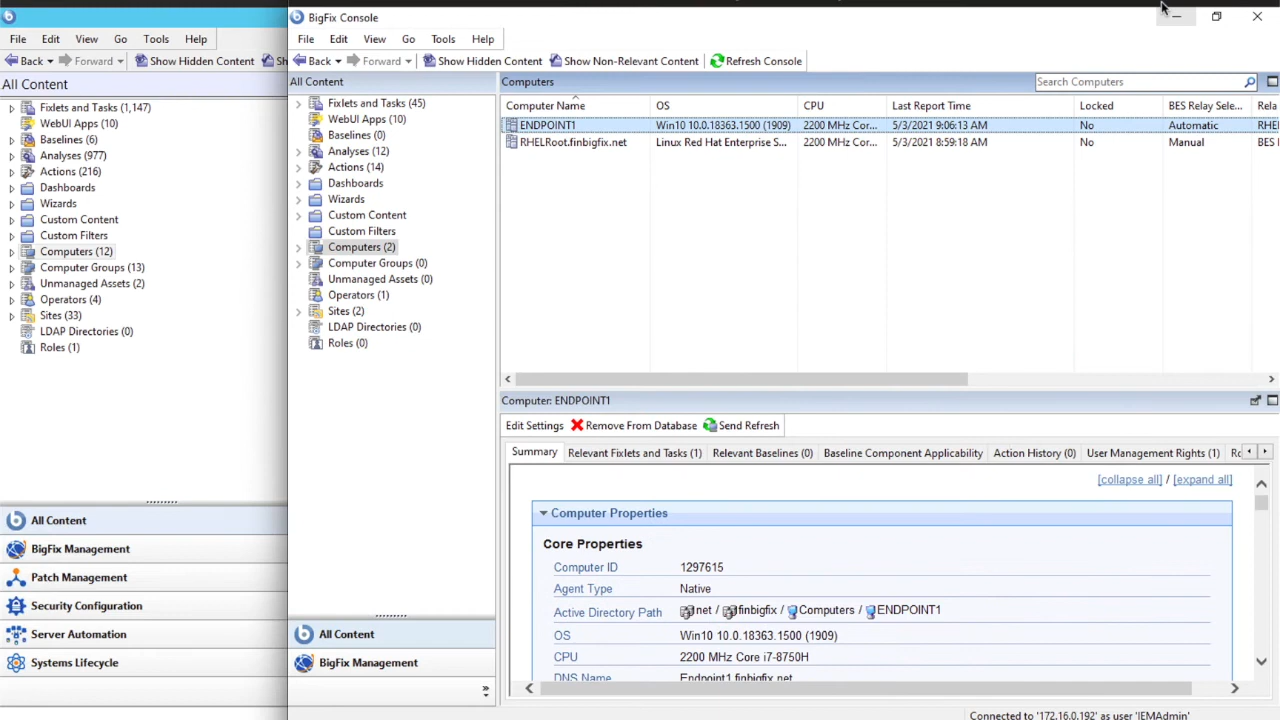 File Edit View Go Tools Help
Back Forward Show Hidden Content Sh
All Content
Fixlets and Tasks (1,147)
WebUI Apps (10)
Baselines (6)
Analyses (977)
Actions (216)
Dashboards
Wizards
Custom Content
Custom Filters
Computers (12)
Computer Groups (13)
Unmanaged Assets (2)
Operators (4)
Sites (33)
LDAP Directories (0)
Roles (1)
All Content
BigFix Management
Patch Management
Security Configuration
Server Automation
Systems Lifecycle
BigFix Console
File Edit View Go Tools Help
Back Forward Show Hidden Content Show Non-Relevant Content Refresh Console
All Content
Fixlets and Tasks (45)
WebUI Apps (10)
Baselines (0)
Analyses (12)
Actions (14)
Dashboards
Wizards
Custom Content
Custom Filters
Computers (2)
Computer Groups (0)
Unmanaged Assets (0)
Operators (1)
Sites (2)
LDAP Directories (0)
Roles (0)
All Content
BigFix Management
Computers Search Computers
Computer Name OS CPU Last Report Time Locked BES Relay Sele... Rela
ENDPOINT1 Win10 10.0.18363.1500 (1909) 2200 MHz Cor... 5/3/2021 9:06:13 AM No Automatic RHE
RHELRoot.finbigfix.net Linux Red Hat Enterprise S... 2200 MHz Cor... 5/3/2021 8:59:18 AM No Manual BES
Computer: ENDPOINT1
Edit Settings Remove From Database Send Refresh
Summary Relevant Fixlets and Tasks (1) Relevant Baselines (0) Baseline Component Applicability Action History (0) User Management Rights (1) Ro
[collapse all] / [expand all]
Computer Properties
Core Properties
Computer ID 1297615
Agent Type Native
Active Directory Path net / finbigfix / Computers / ENDPOINT1
OS Win10 10.0.18363.1500 (1909)
CPU 2200 MHz Core i7-8750H
DNS Name Endpoint1.finbigfix.net
Connected to '172.16.0.192' as user 'IEMAdmin'